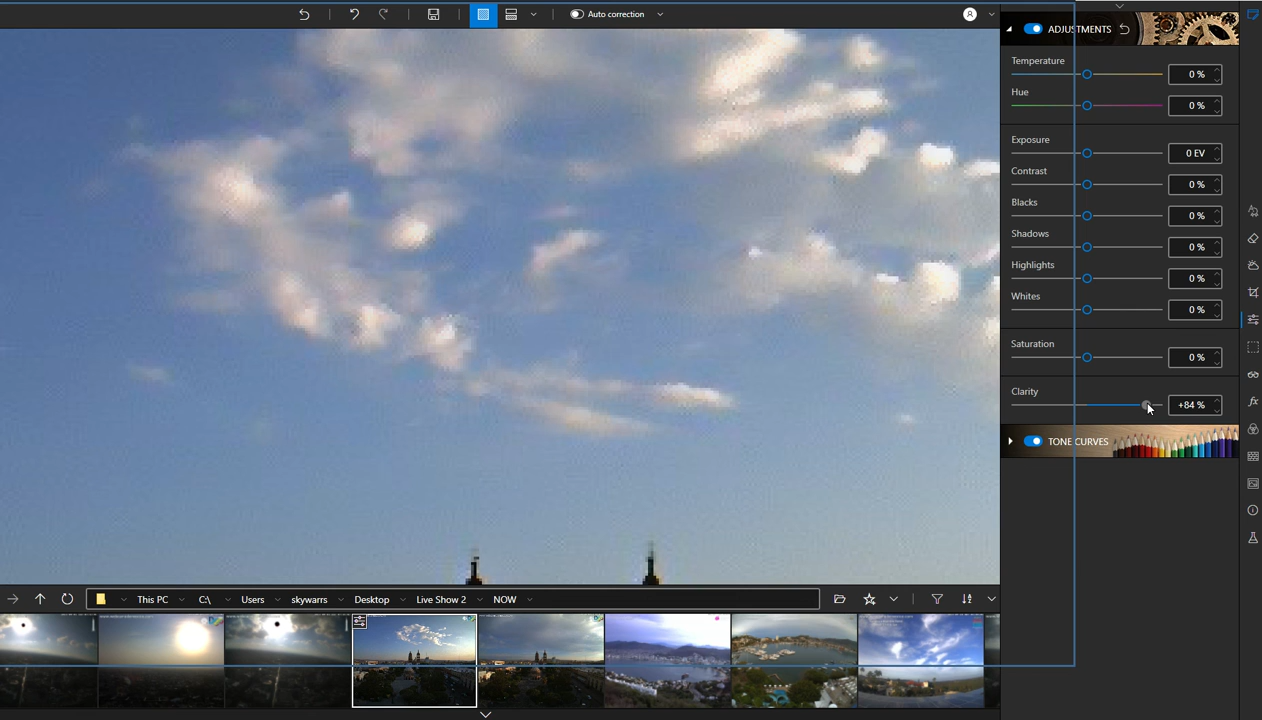 Auto correction
ADJUSTMENTS
Temperature
0 %
Hue
0 %
Exposure
0 EV
Contrast
0 %
Blacks
0 %
Shadows
0 %
Highlights
0 %
Whites
0 %
Saturation
0 %
Clarity
+84 %
TONE CURVES
This PC C:\ Users skywarrs Desktop Live Show 2 NOW